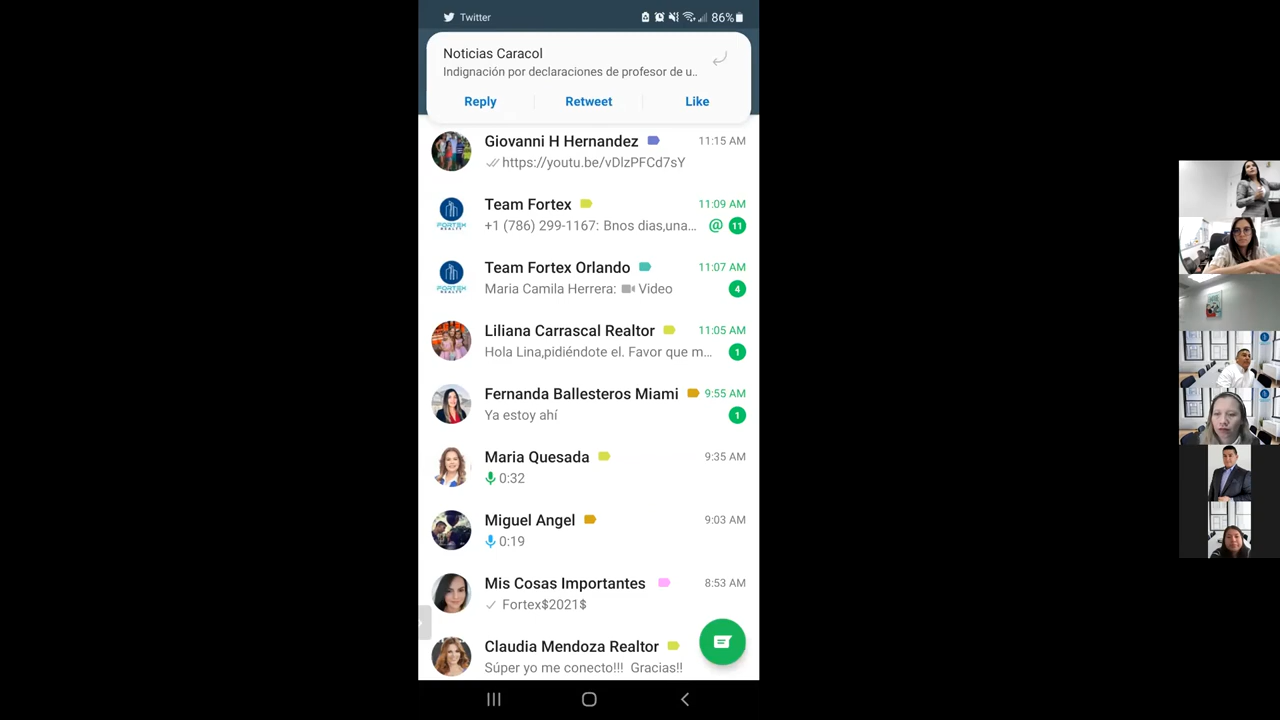 Twitter
86%
Noticias Caracol
Indignación por declaraciones de profesor de u..
Reply Retweet Like
Giovanni H Hernandez 11:15 AM
https://youtu.be/vDlzPFCd7sY
Team Fortex 11:09 AM
+1 (786) 299-1167: Bnos dias,una... @ 11
FORTEX
REALTY
Team Fortex Orlando 11:07 AM
Maria Camila Herrera: Video 4
FORTEX
REALTY
Liliana Carrascal Realtor 11:05 AM
Hola Lina,pidiéndote el. Favor que m... 1
Fernanda Ballesteros Miami 9:55 AM
Ya estoy ahí 1
Maria Quesada 9:35 AM
0:32
Miguel Angel 9:03 AM
0:19
Mis Cosas Importantes 8:53 AM
Fortex$2021$
Claudia Mendoza Realtor
Súper yo me conecto!!! Gracias!!